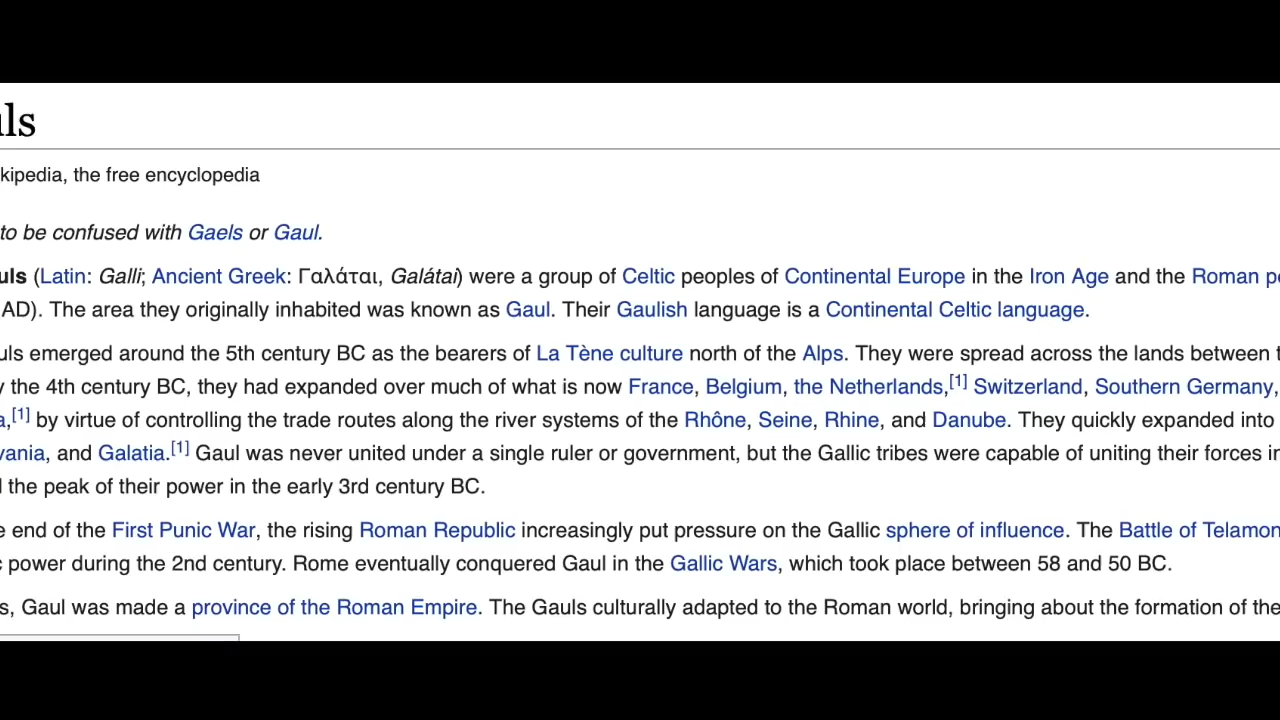 ls
kipedia, the free encyclopedia
to be confused with Gaels or Gaul.
uls (Latin: Galli; Ancient Greek: Γαλάται, Galátai) were a group of Celtic peoples of Continental Europe in the Iron Age and the Roman pe
AD). The area they originally inhabited was known as Gaul. Their Gaulish language is a Continental Celtic language.
uls emerged around the 5th century BC as the bearers of La Tène culture north of the Alps. They were spread across the lands between t
y the 4th century BC, they had expanded over much of what is now France, Belgium, the Netherlands,[1] Switzerland, Southern Germany,
a,[1] by virtue of controlling the trade routes along the river systems of the Rhône, Seine, Rhine, and Danube. They quickly expanded into
vania, and Galatia.[1] Gaul was never united under a single ruler or government, but the Gallic tribes were capable of uniting their forces in
the peak of their power in the early 3rd century BC.
e end of the First Punic War, the rising Roman Republic increasingly put pressure on the Gallic sphere of influence. The Battle of Telamon
c power during the 2nd century. Rome eventually conquered Gaul in the Gallic Wars, which took place between 58 and 50 BC.
s, Gaul was made a province of the Roman Empire. The Gauls culturally adapted to the Roman world, bringing about the formation of the